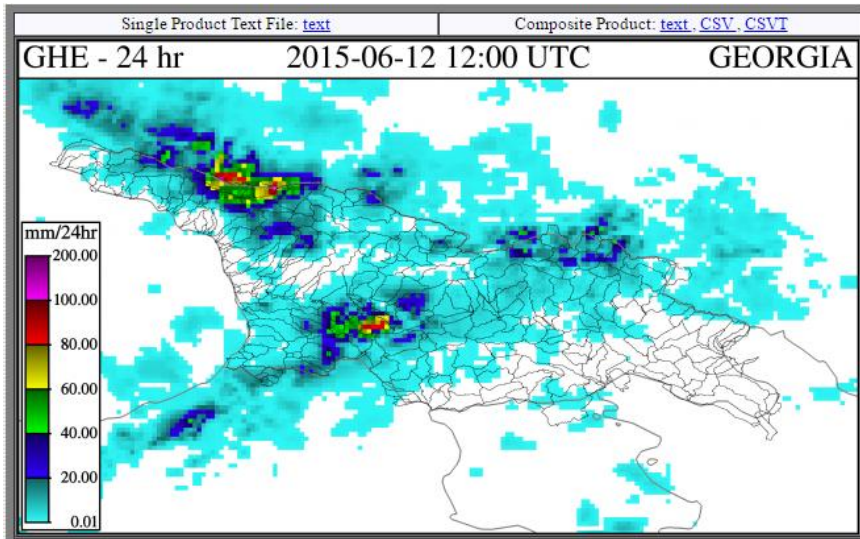 Single Product Text File: text
Composite Product: text , CSV , CSVT
GHE - 24 hr 2015-06-12 12:00 UTC GEORGIA
mm/24hr
200.00
100.00
80.00
60.00
40.00
20.00
0.01